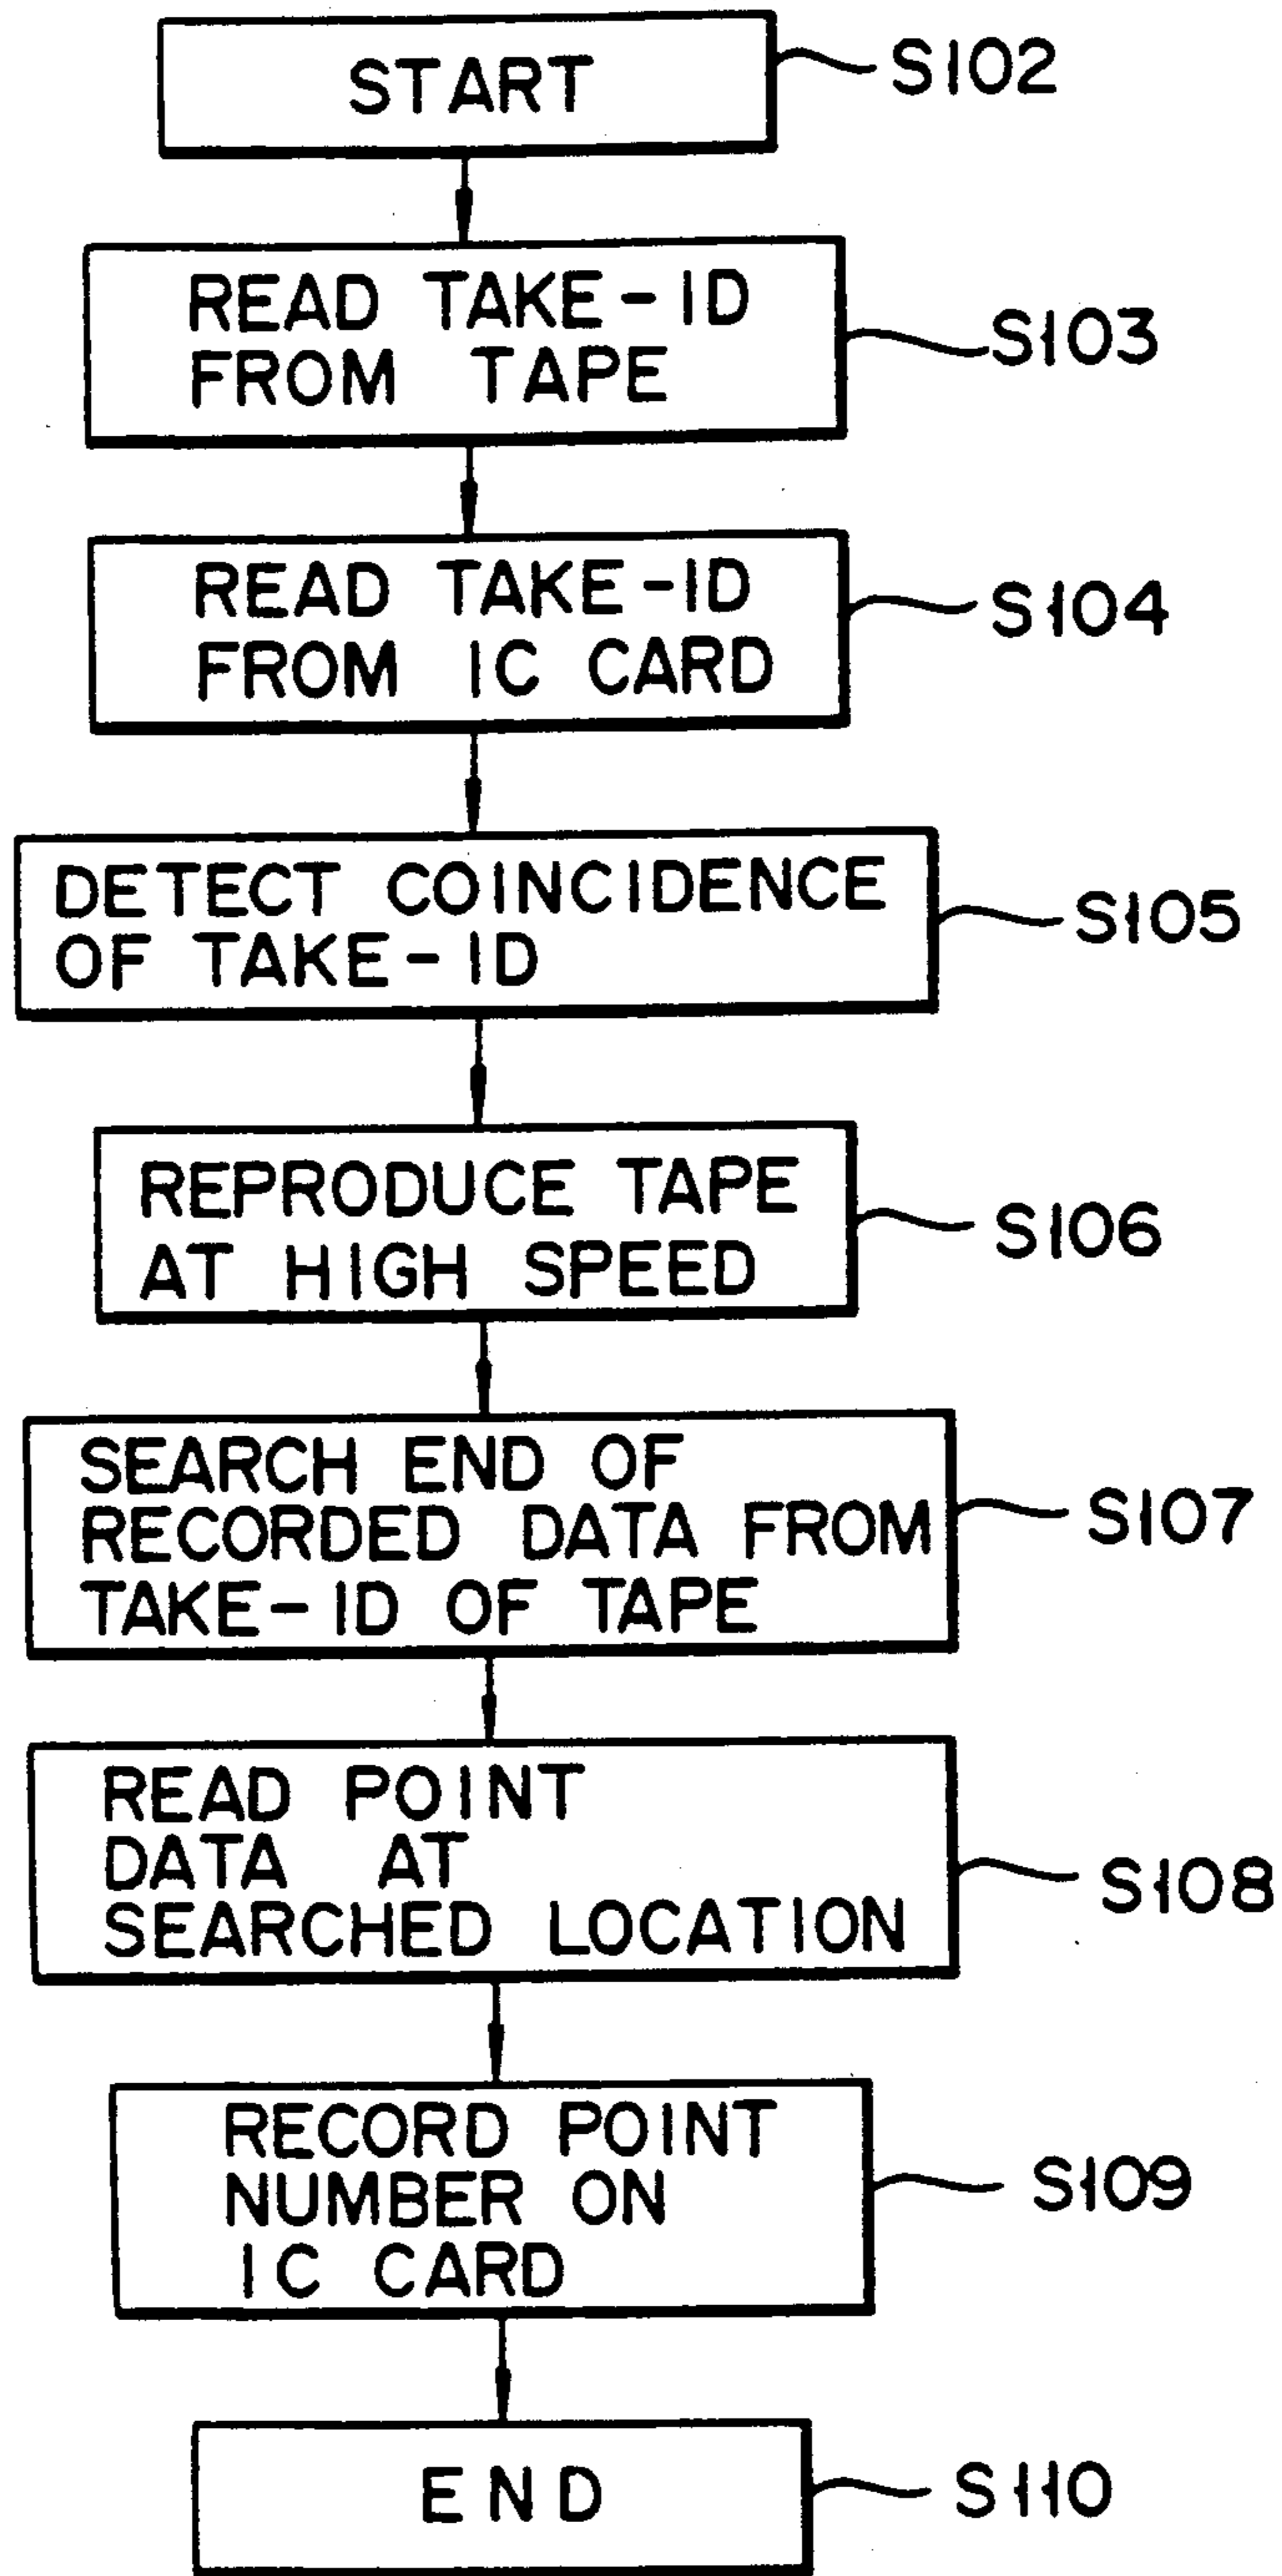 START
S102
READ TAKE-ID
FROM TAPE
S103
READ TAKE-ID
FROM IC CARD
S104
DETECT COINCIDENCE
OF TAKE-ID
S105
REPRODUCE TAPE
AT HIGH SPEED
S106
SEARCH END OF
RECORDED DATA FROM
TAKE-ID OF TAPE
S107
READ POINT
DATA AT
SEARCHED LOCATION
S108
RECORD POINT
NUMBER ON
IC CARD
S109
END
S110